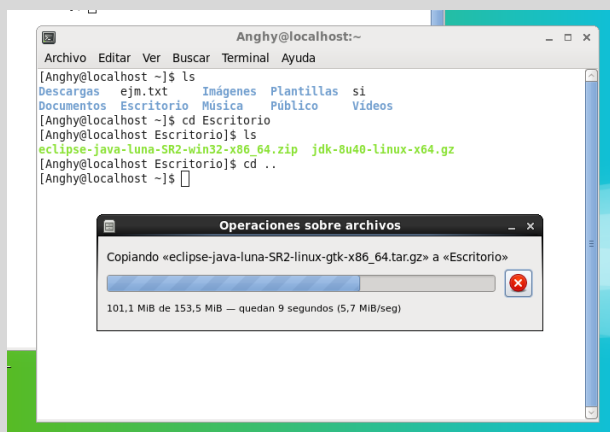 Anghy@localhost:~
Archivo Editar Ver Buscar Terminal Ayuda
[Anghy@localhost ~]$ ls
Descargas ejm.txt Imágenes Plantillas si
Documentos Escritorio Música Público Vídeos
[Anghy@localhost ~]$ cd Escritorio
[Anghy@localhost Escritorio]$ ls
eclipse-java-luna-SR2-win32-x86_64.zip jdk-8u40-linux-x64.gz
[Anghy@localhost Escritorio]$ cd ..
[Anghy@localhost ~]$
Operaciones sobre archivos
Copiando «eclipse-java-luna-SR2-linux-gtk-x86_64.tar.gz» a «Escritorio»
101,1 MiB de 153,5 MiB — quedan 9 segundos (5,7 MiB/seg)